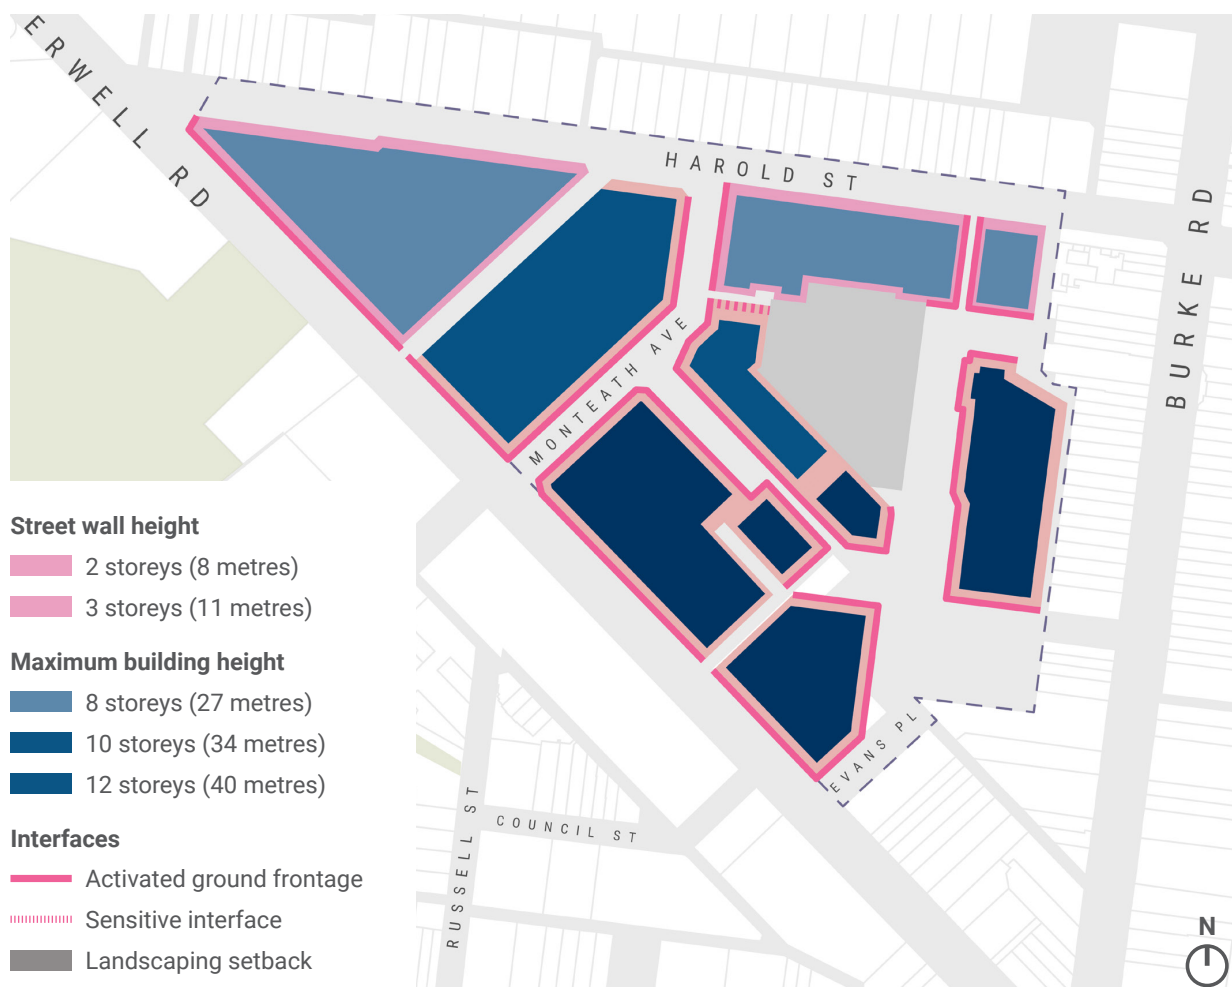 ERWELL RD
HAROLD ST
BURKE RD
MONTEATH AVE
Street wall height
2 storeys (8 metres)
3 storeys (11 metres)
Maximum building height
8 storeys (27 metres)
10 storeys (34 metres)
12 storeys (40 metres)
Interfaces
Activated ground frontage
Sensitive interface
Landscaping setback
EVANS PL
COUNCIL ST
RUSSELL ST
N